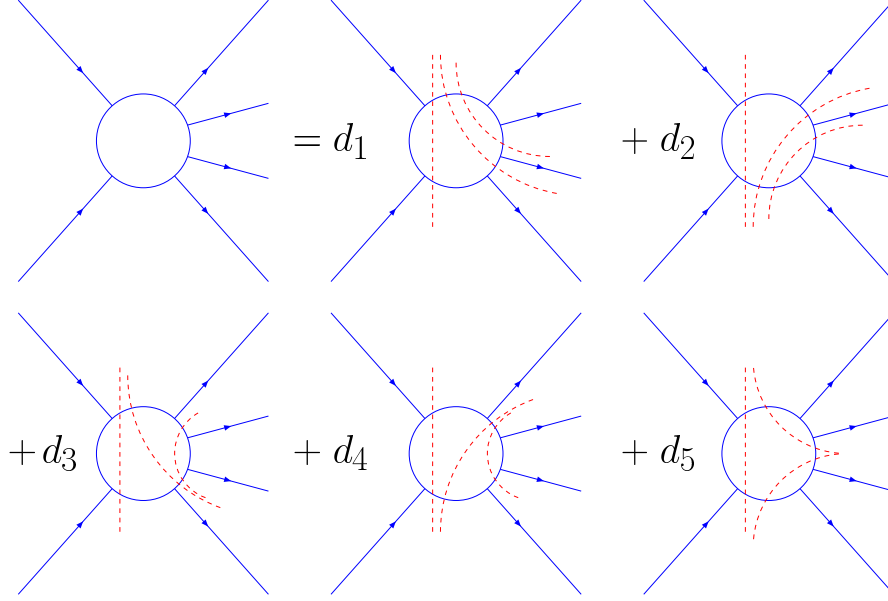 = d₁ + d₂
+ d₃ + d₄ + d₅